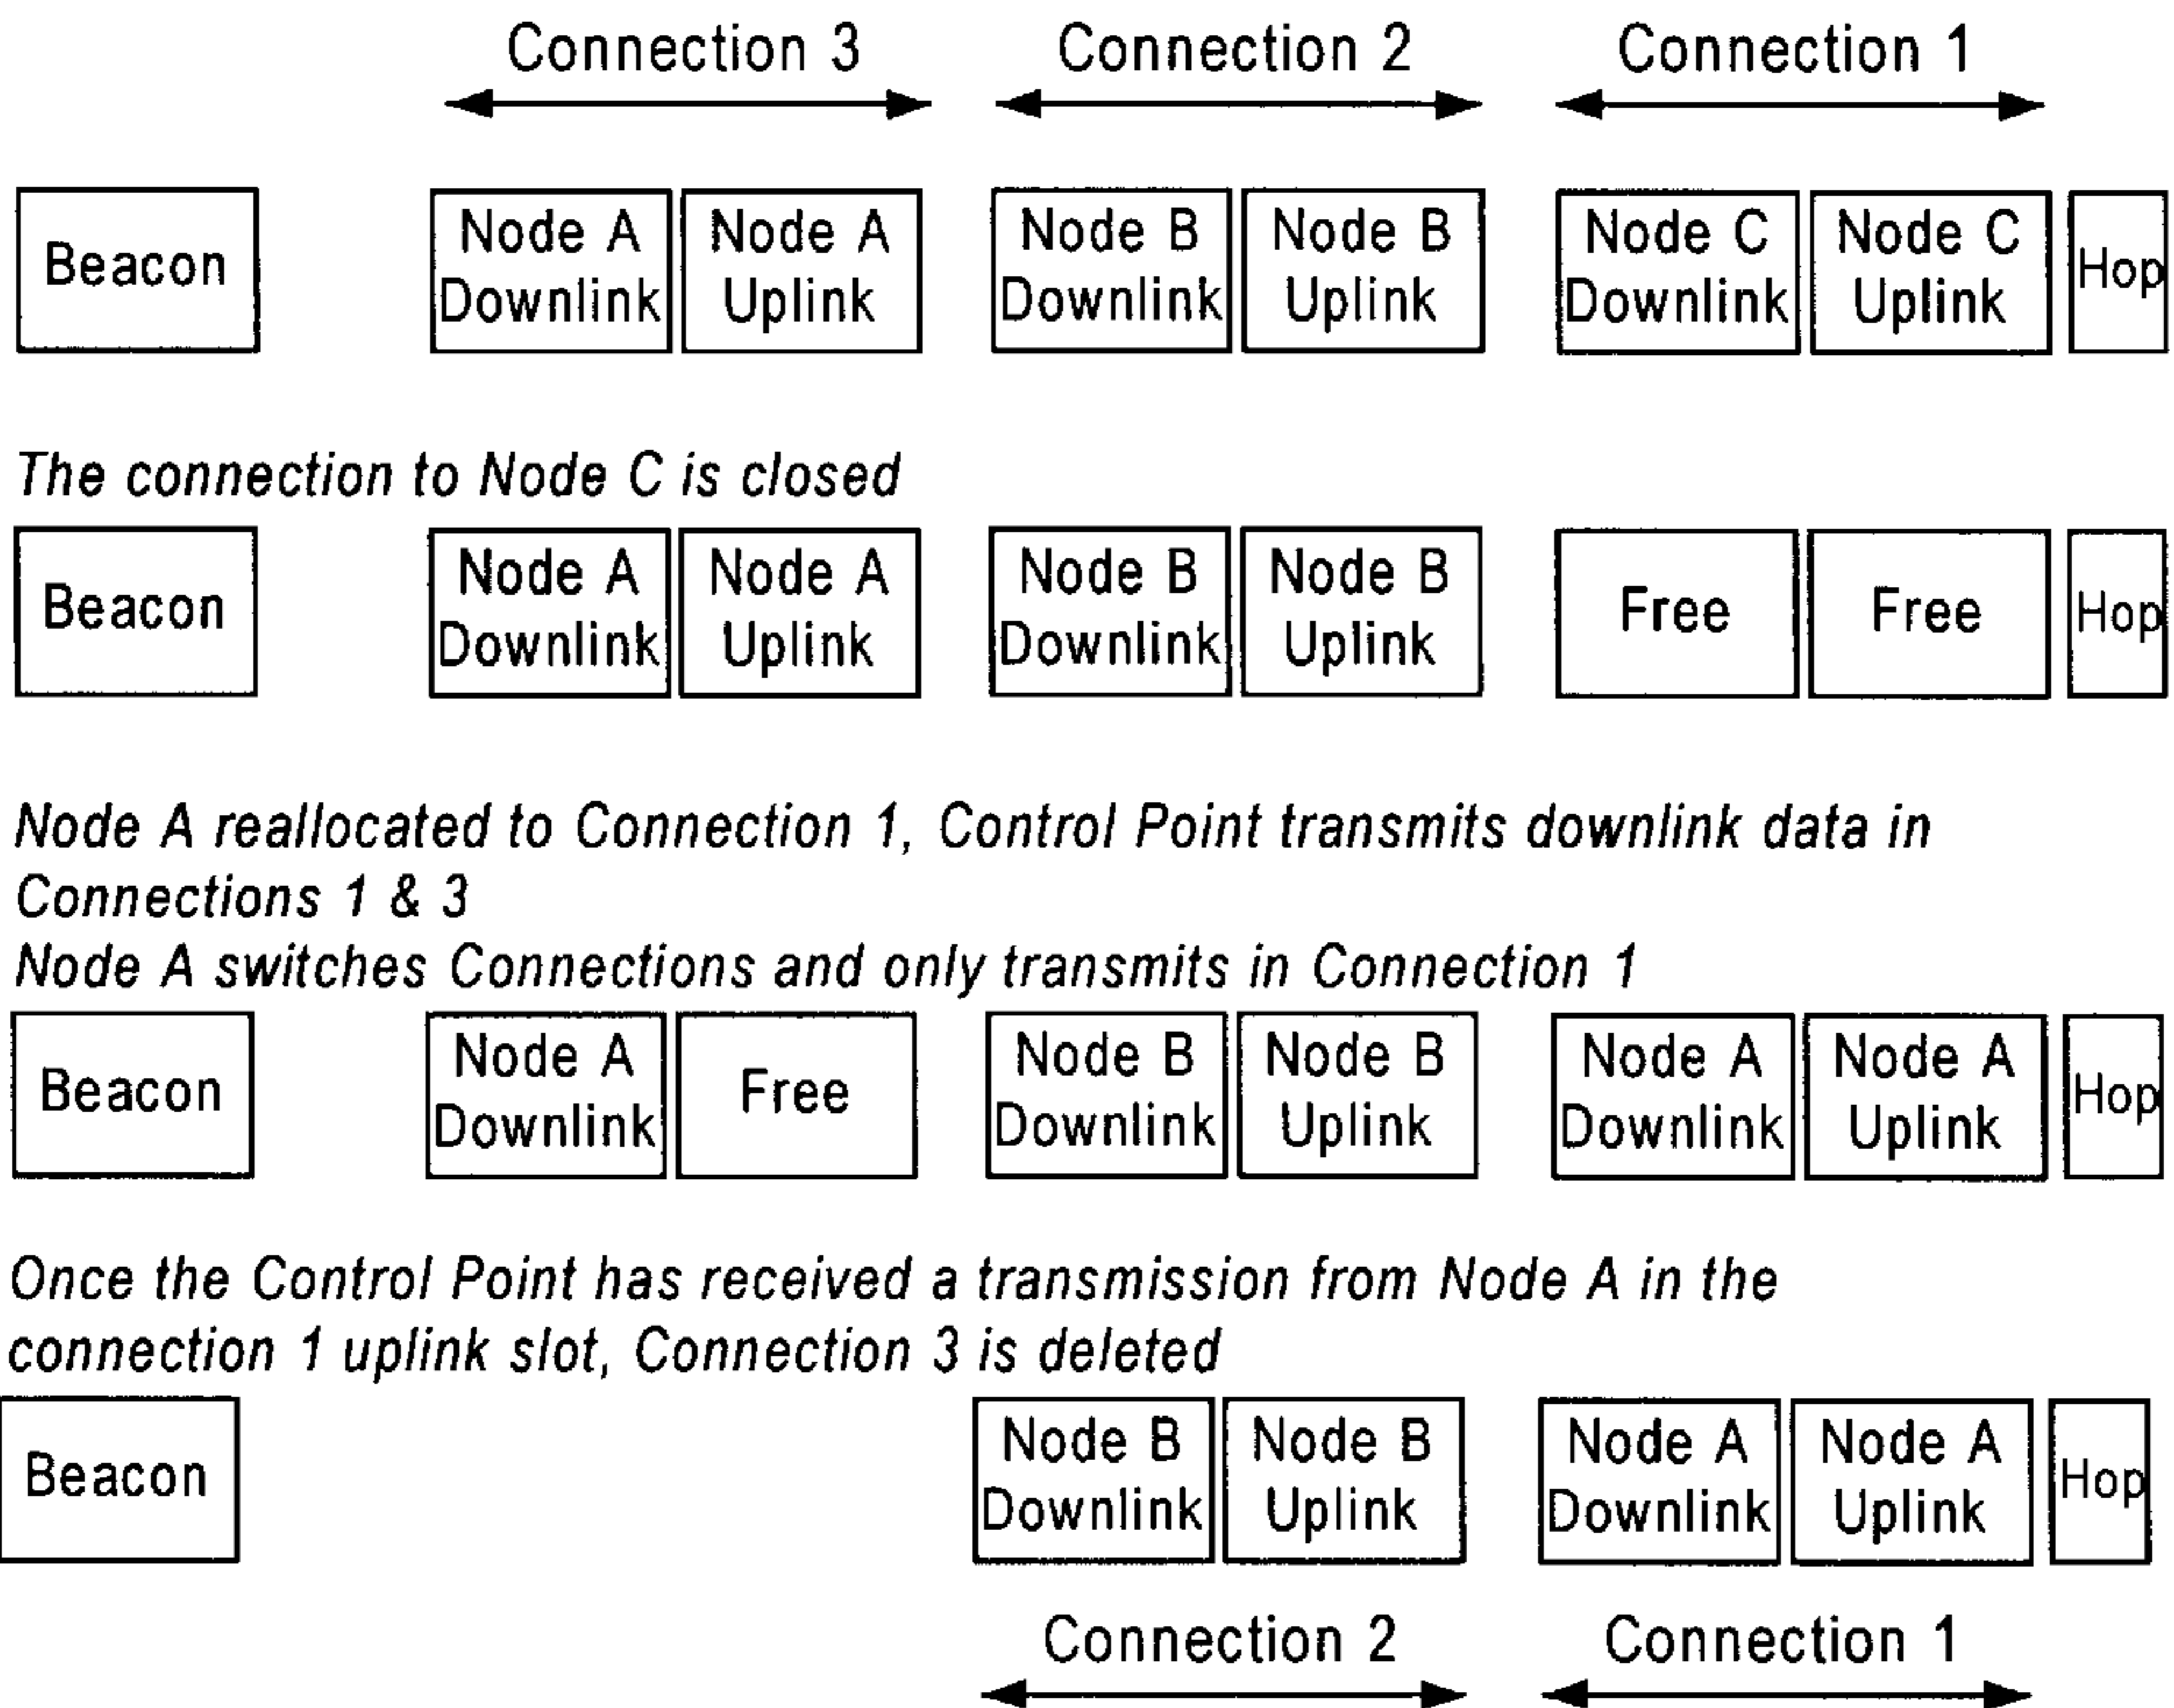 Connection 3 Connection 2 Connection 1
Beacon Node A Downlink Node A Uplink Node B Downlink Node B Uplink Node C Downlink Node C Uplink Hop
The connection to Node C is closed
Beacon Node A Downlink Node A Uplink Node B Downlink Node B Uplink Free Free Hop
Node A reallocated to Connection 1, Control Point transmits downlink data in
Connections 1 & 3
Node A switches Connections and only transmits in Connection 1
Beacon Node A Downlink Free Node B Downlink Node B Uplink Node A Downlink Node A Uplink Hop
Once the Control Point has received a transmission from Node A in the
connection 1 uplink slot, Connection 3 is deleted
Beacon Node B Downlink Node B Uplink Node A Downlink Node A Uplink Hop
Connection 2 Connection 1